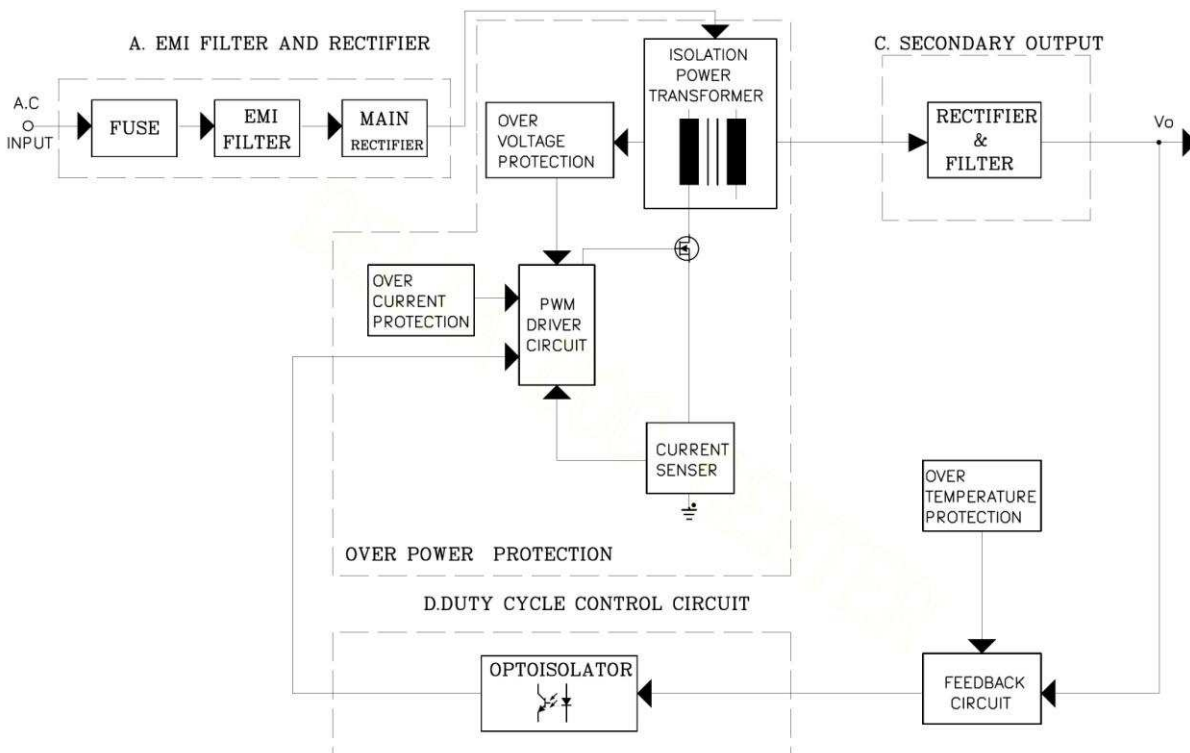 A. EMI FILTER AND RECTIFIER
A.C
INPUT
FUSE
EMI
FILTER
MAIN
RECTIFIER
ISOLATION
POWER
TRANSFORMER
OVER
VOLTAGE
PROTECTION
C. SECONDARY OUTPUT
RECTIFIER
&
FILTER
Vo
OVER
CURRENT
PROTECTION
PWM
DRIVER
CIRCUIT
CURRENT
SENSER
OVER POWER PROTECTION
OVER
TEMPERATURE
PROTECTION
D.DUTY CYCLE CONTROL CIRCUIT
OPTOISOLATOR
FEEDBACK
CIRCUIT